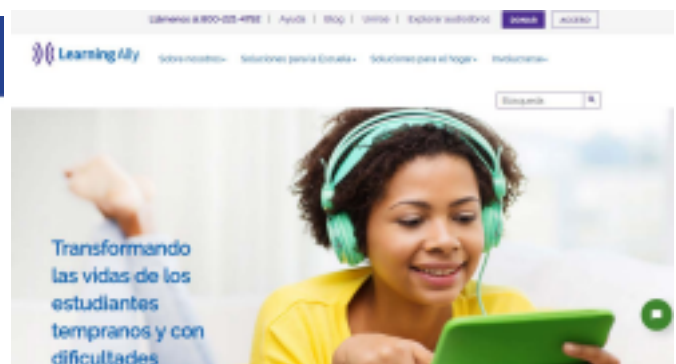 Llámenos al 800-221-4792 | Ayuda | Blog | Unirse | Explorar audiolibros DONAR ACCESO
Learning Ally Sobre nosotros Soluciones para la Escuela Soluciones para el hogar Involucrarse
Búsqueda
Transformando
las vidas de los
estudiantes
tempranos y con
dificultades